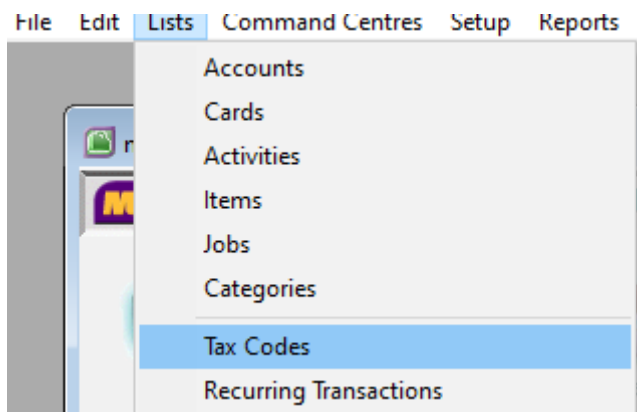 File Edit Lists Command Centres Setup Reports
Accounts
Cards
Activities
Items
Jobs
Categories
Tax Codes
Recurring Transactions